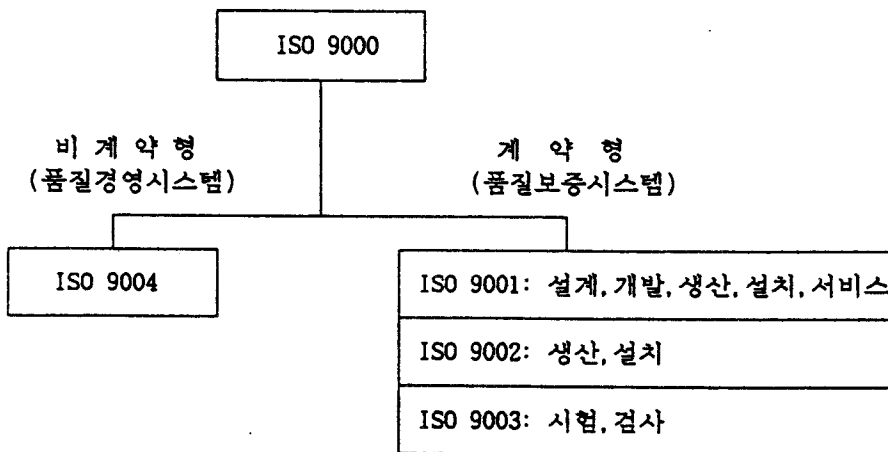 ISO 9000
비 계 약 형
(품질경영시스템)
계 약 형
(품질보증시스템)
ISO 9004
ISO 9001: 설계, 개발, 생산, 설치, 서비스
ISO 9002: 생산, 설치
ISO 9003: 시험, 검사